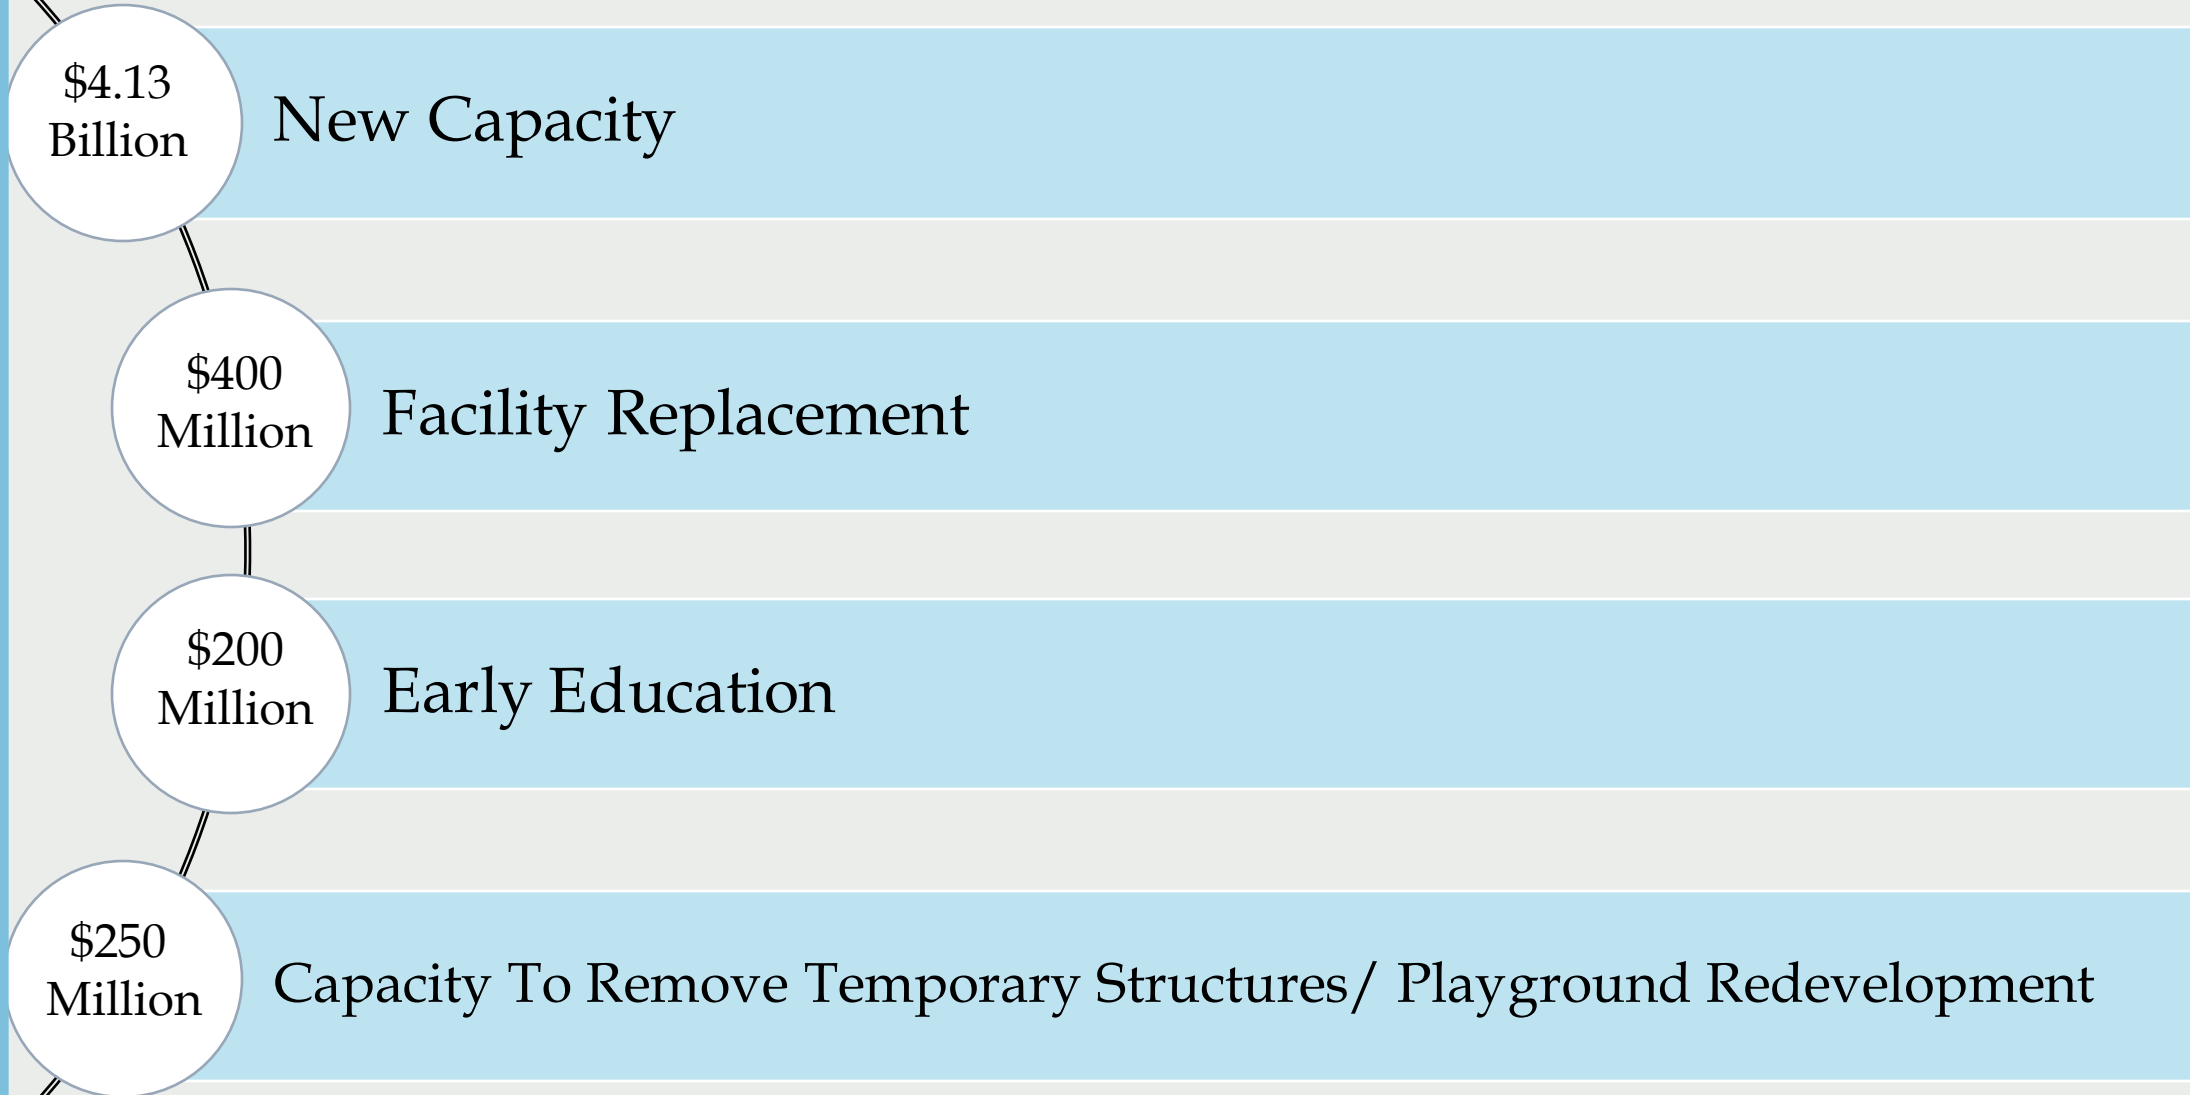 $4.13
Billion
New Capacity
$400
Million
Facility Replacement
$200
Million
Early Education
$250
Million
Capacity To Remove Temporary Structures/ Playground Redevelopment